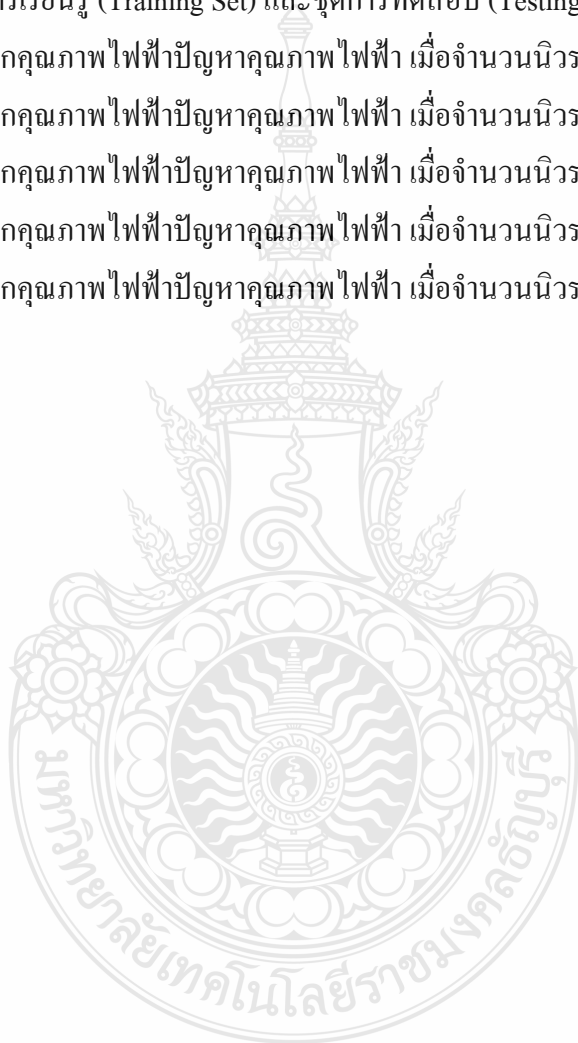 การเรียนรู้ (Training Set) และชุดการทดสอบ (Testing
กคุณภาพไฟฟ้าปัญหาคุณภาพไฟฟ้า เมื่อจำนวนนิวร
กคุณภาพไฟฟ้าปัญหาคุณภาพไฟฟ้า เมื่อจำนวนนิวร
กคุณภาพไฟฟ้าปัญหาคุณภาพไฟฟ้า เมื่อจำนวนนิวร
กคุณภาพไฟฟ้าปัญหาคุณภาพไฟฟ้า เมื่อจำนวนนิวร
กคุณภาพไฟฟ้าปัญหาคุณภาพไฟฟ้า เมื่อจำนวนนิวร
มหาวิทยาลัยเทคโนโลยีราชมงคลธัญบุรี